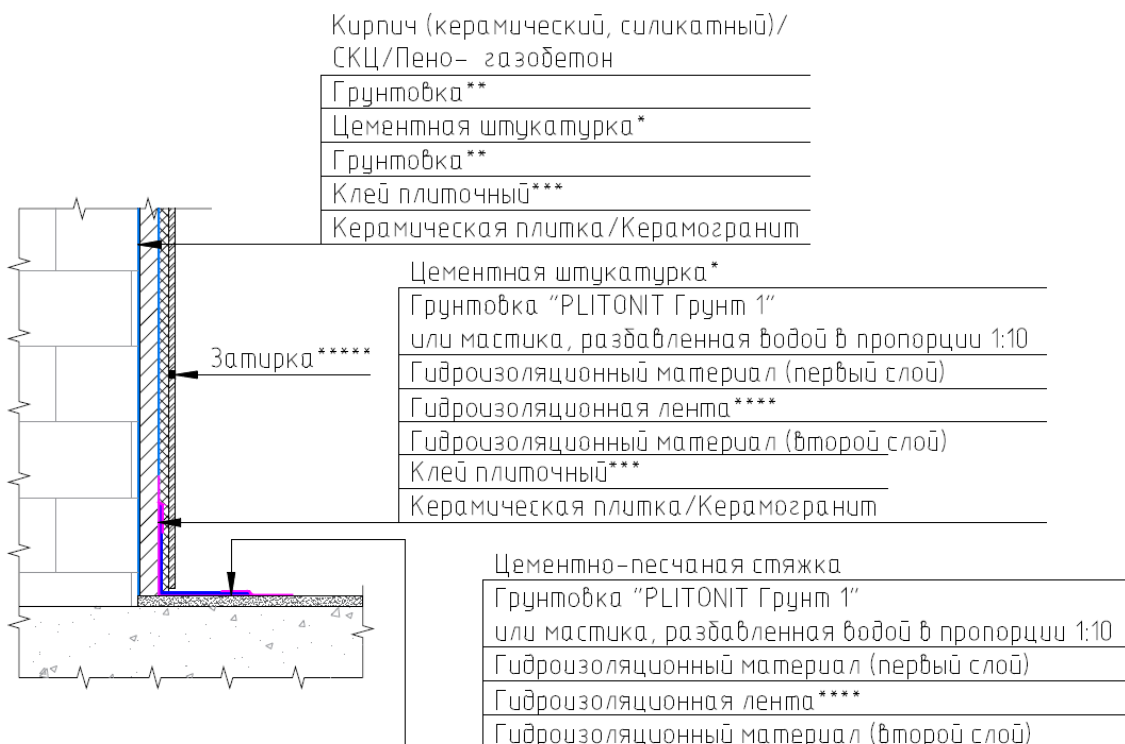 Кирпич (керамический, силикатный)/
СКЦ/Пено- газобетон
Грунтовка**
Цементная штукатурка*
Грунтовка**
Клей плиточный***
Керамическая плитка/Керамогранит
Цементная штукатурка*
Грунтовка "PLITONIT Грунт 1"
или мастика, разбавленная водой в пропорции 1:10
Гидроизоляционный материал (первый слой)
Гидроизоляционная лента****
Гидроизоляционный материал (второй слой)
Клей плиточный***
Керамическая плитка/Керамогранит
Затирка*****
Цементно-песчаная стяжка
Грунтовка "PLITONIT Грунт 1"
или мастика, разбавленная водой в пропорции 1:10
Гидроизоляционный материал (первый слой)
Гидроизоляционная лента****
Гидроизоляционный материал (второй слой)